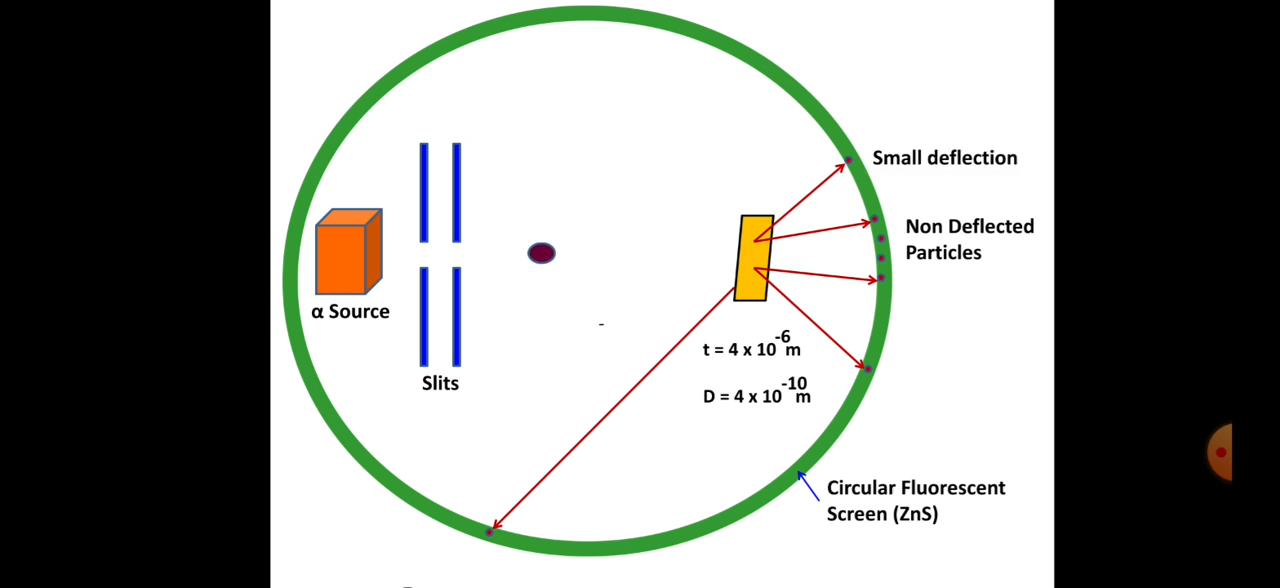 Small deflection
Non Deflected
Particles
α Source
t = 4 x 10⁻⁶m
Slits
D = 4 x 10⁻¹⁰m
Circular Fluorescent
Screen (ZnS)